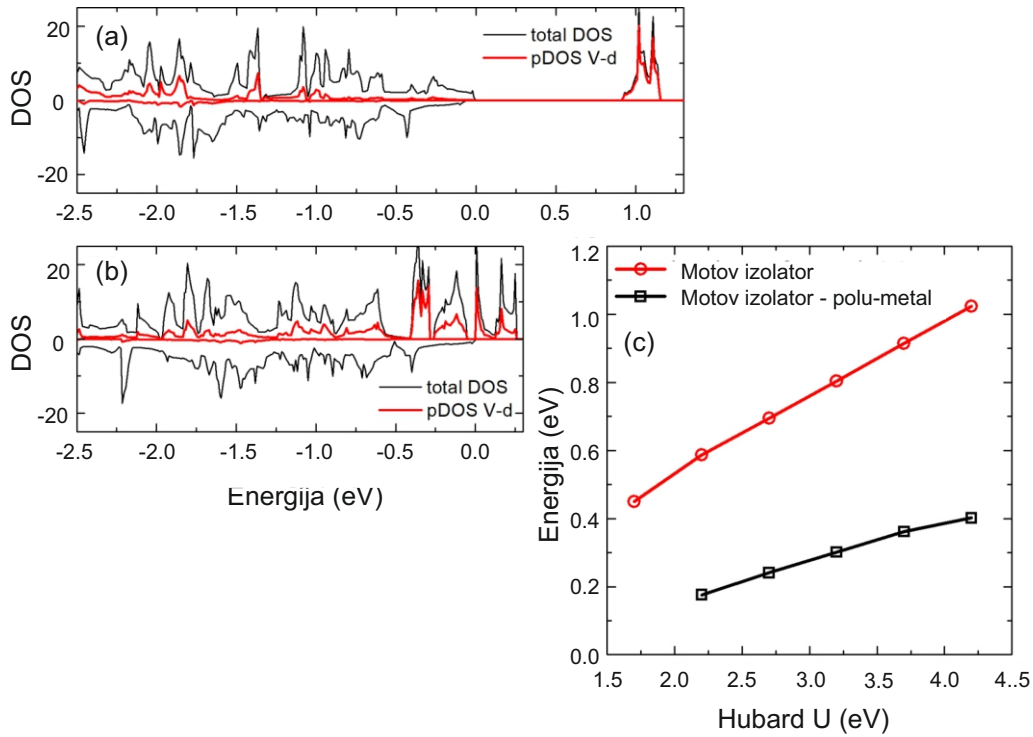 (a)
total DOS
pDOS V-d
DOS
20
0
-20
-2.5 -2.0 -1.5 -1.0 -0.5 0.0 0.5 1.0
(b)
total DOS
pDOS V-d
DOS
20
0
-20
-2.5 -2.0 -1.5 -1.0 -0.5 0.0
Energija (eV)
Motov izolator
Motov izolator - polu-metal
(c)
Energija (eV)
1.2
1.0
0.8
0.6
0.4
0.2
0.0
1.5 2.0 2.5 3.0 3.5 4.0 4.5
Hubard U (eV)